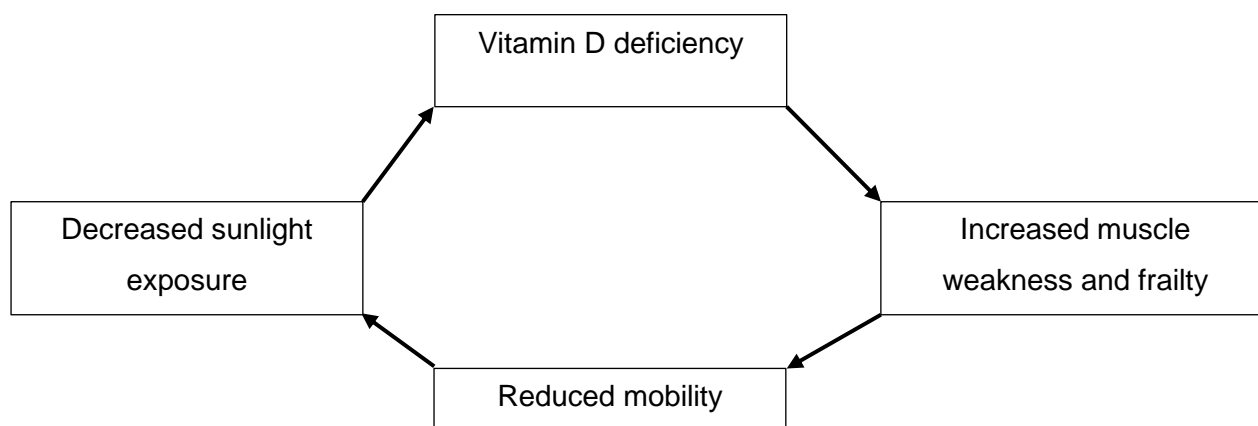 Vitamin D deficiency
Decreased sunlight
exposure
Increased muscle
weakness and frailty
Reduced mobility